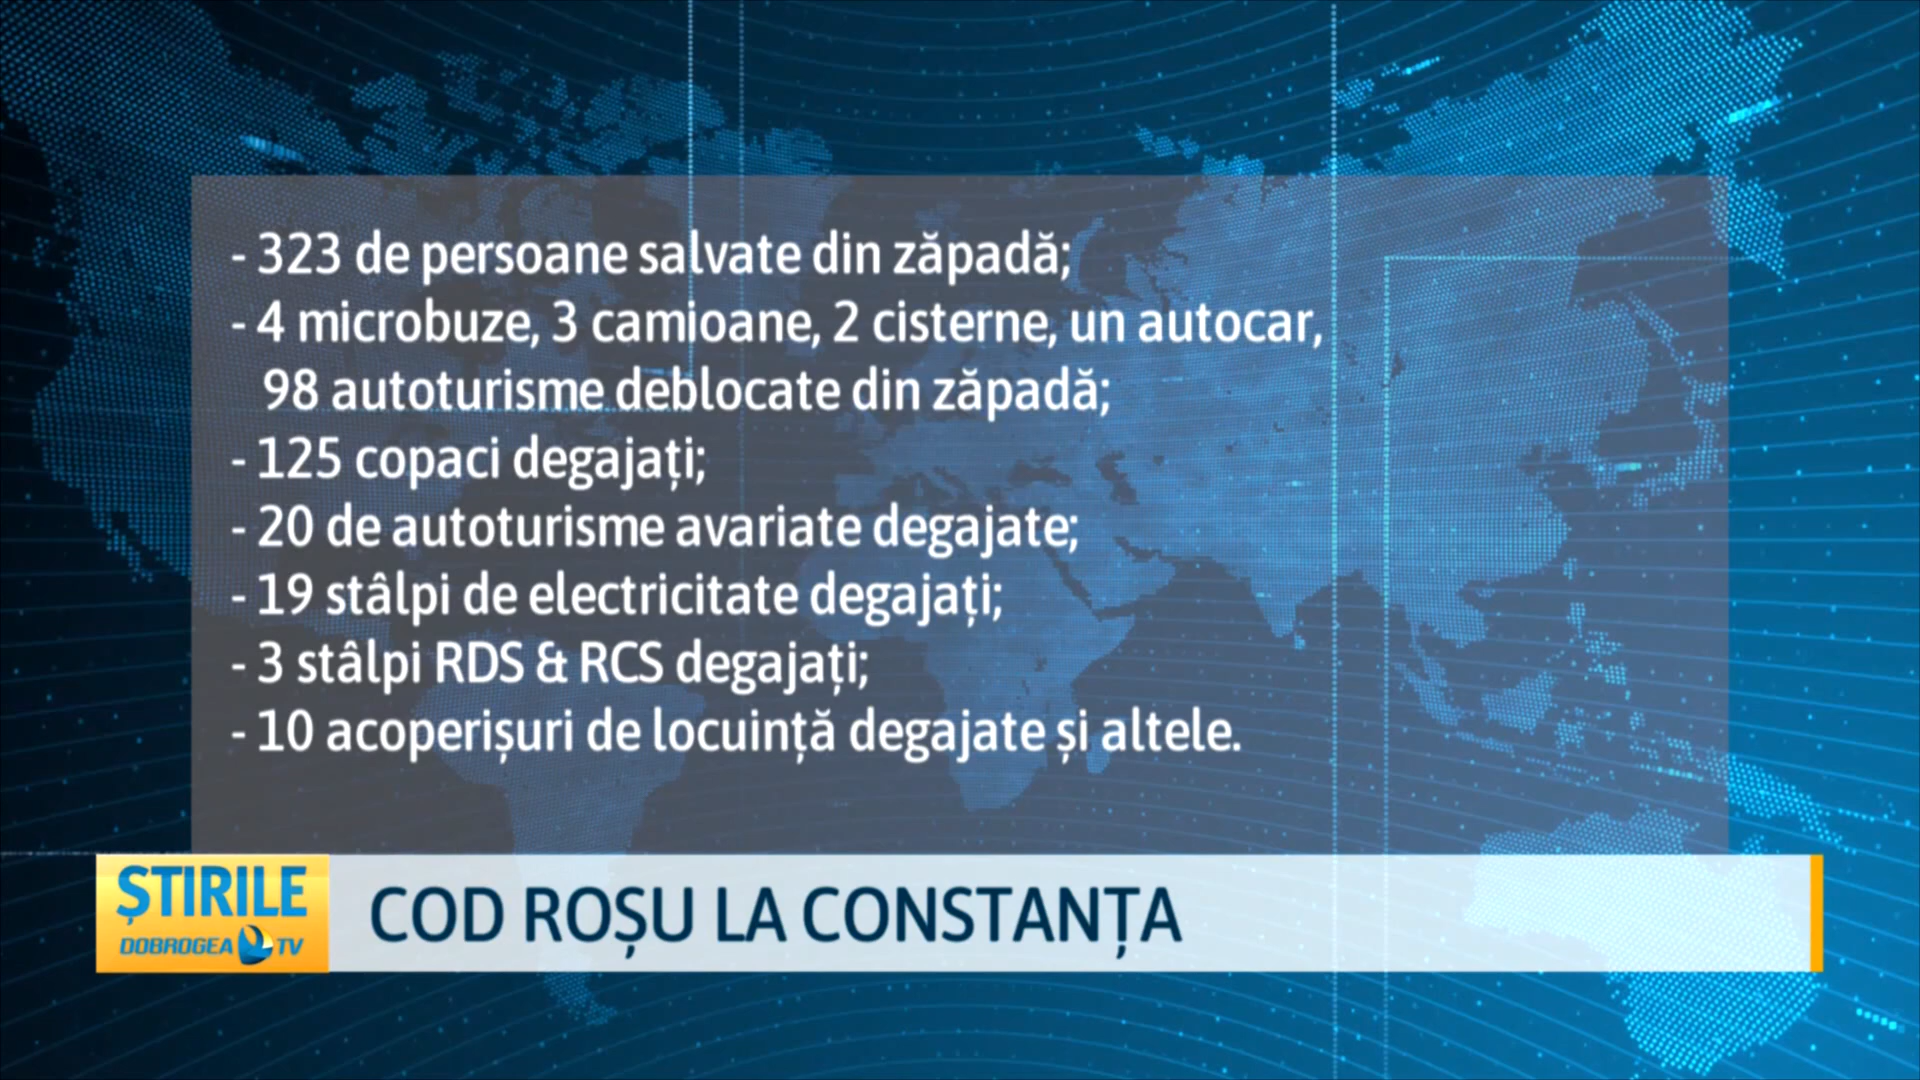 - 323 de persoane salvate din zăpadă;
- 4 microbuze, 3 camioane, 2 cisterne, un autocar,
98 autoturisme deblocate din zăpadă;
- 125 copaci degajați;
- 20 de autoturisme avariate degajate;
- 19 stâlpi de electricitate degajați;
- 3 stâlpi RDS & RCS degajați;
- 10 acoperișuri de locuință degajate și altele.
ȘTIRILE
DOBROGEA TV
COD ROȘU LA CONSTANȚA